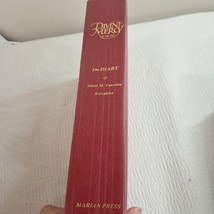 DIVINE
MERCY
The DIARY
of
Saint M. Faustina
Kowalska
MARIAN PRESS